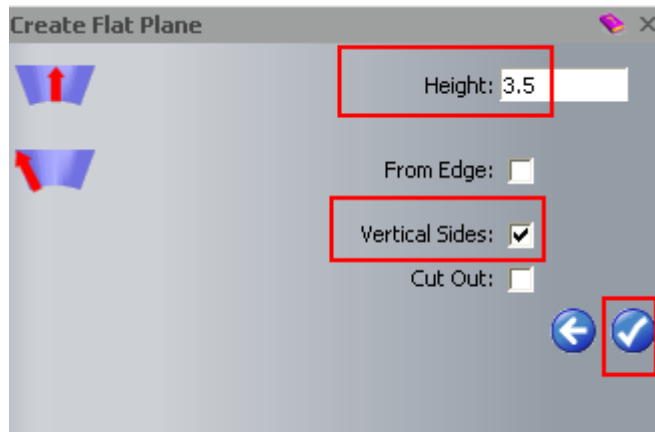 Create Flat Plane
Height: 3.5
From Edge:
Vertical Sides:
Cut Out: